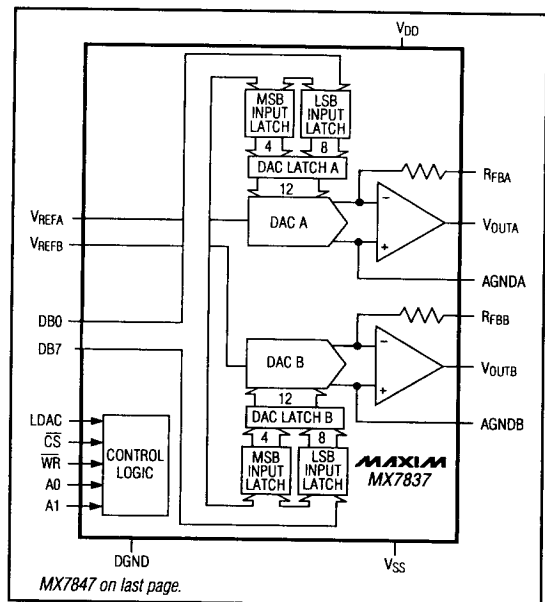 VDD
MSB INPUT LATCH
LSB INPUT LATCH
4
8
DAC LATCH A
12
RFBA
VREFA
DAC A
VOUTA
VREFB
AGNDA
RFBB
DB0
DB7
DAC B
VOUTB
12
LDAC
DAC LATCH B
AGNDB
CS
4
8
WR
CONTROL LOGIC
MSB INPUT LATCH
LSB INPUT LATCH
MAXIM
MX7837
A0
A1
DGND
VSS
MX7847 on last page.